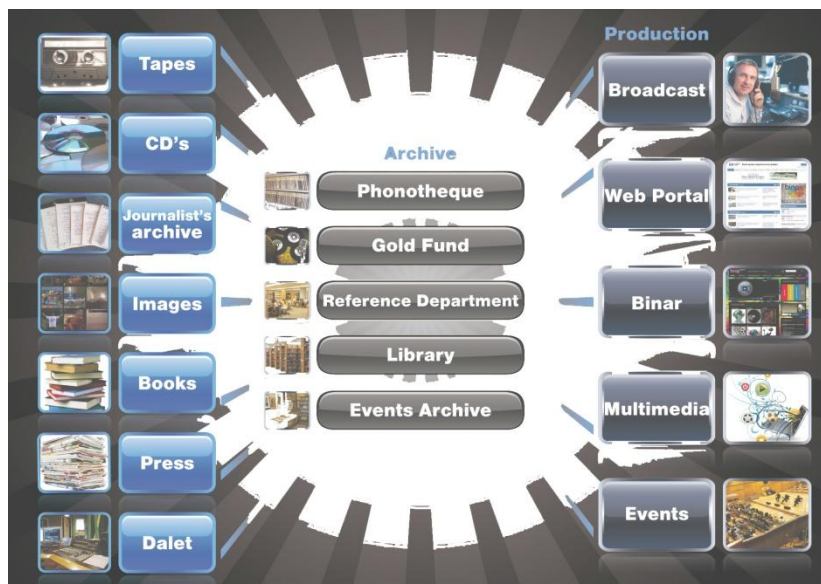 Tapes
CD's
Journalist's
archive
Images
Books
Press
Dalet
Archive
Phonotheque
Gold Fund
Reference Department
Library
Events Archive
Production
Broadcast
Web Portal
Binar
Multimedia
Events